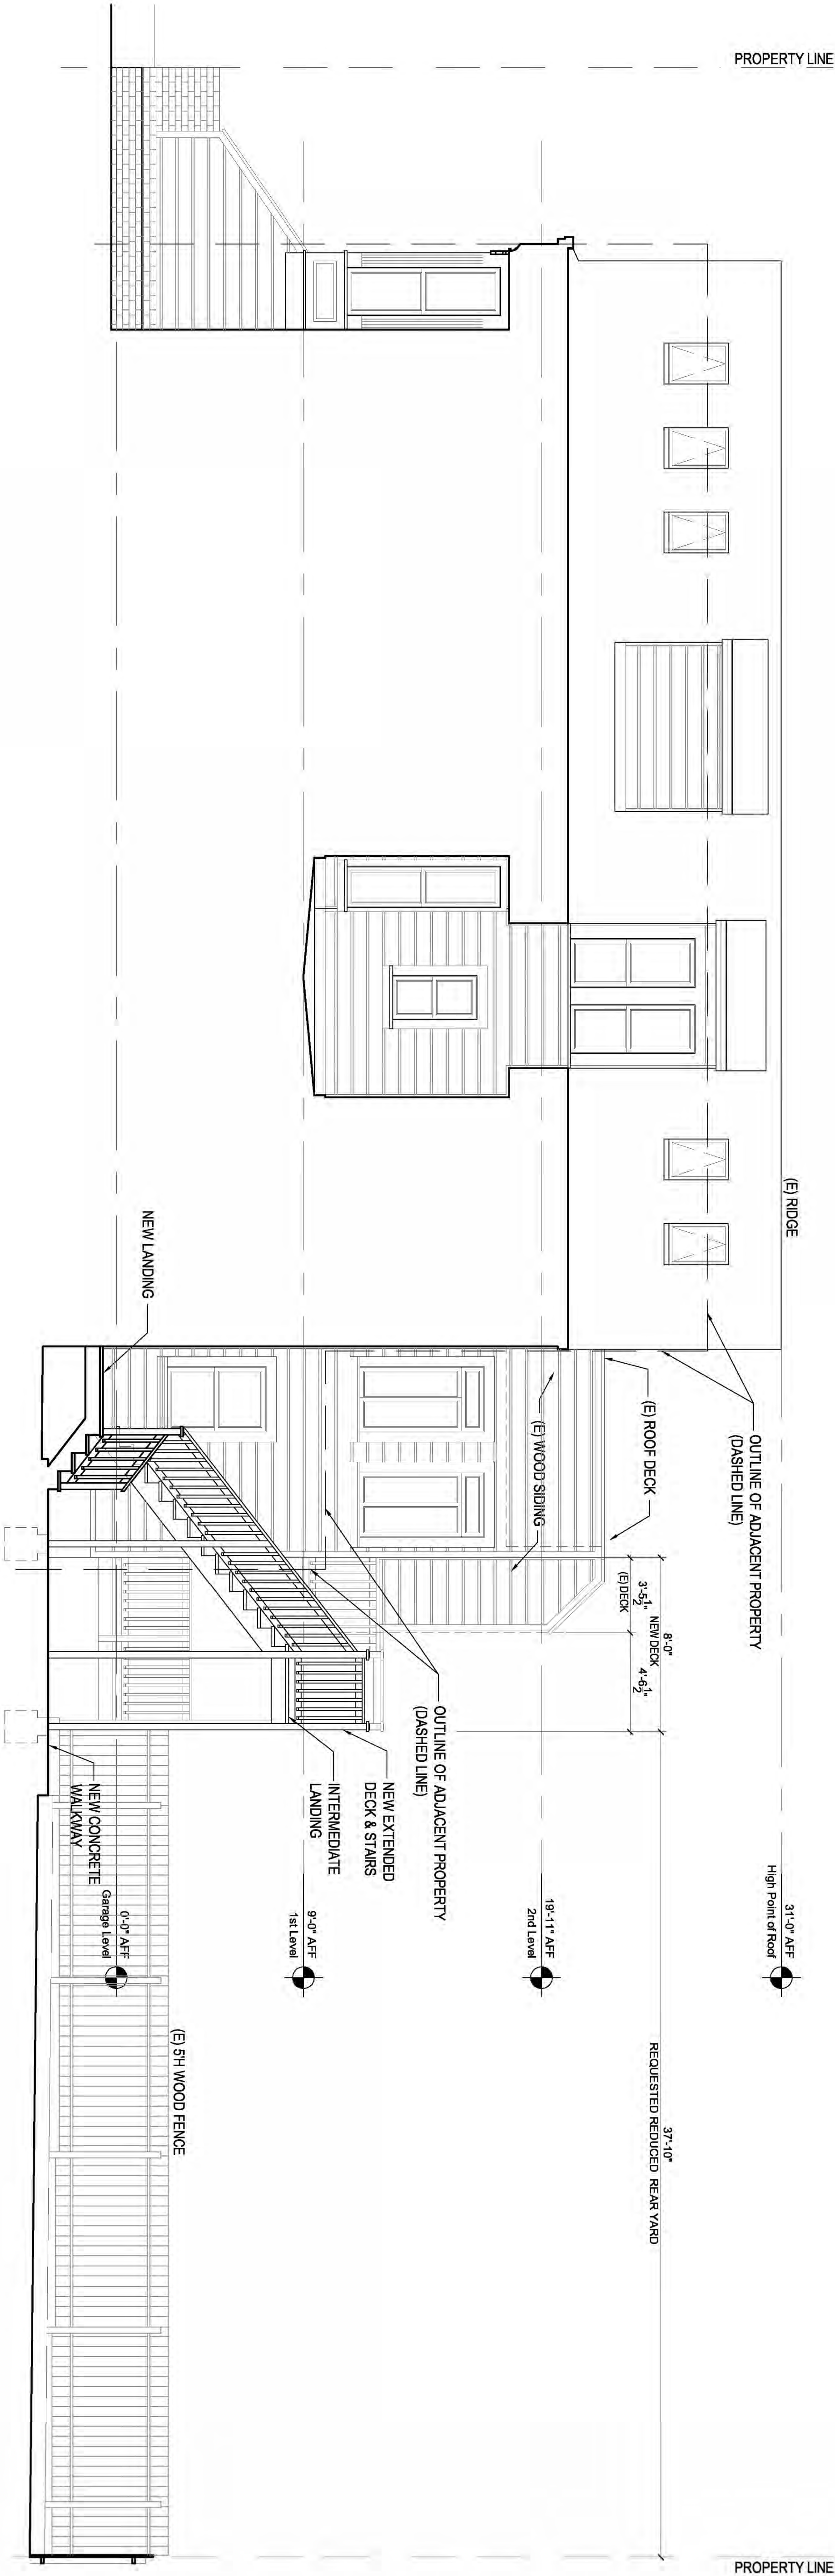 PROPERTY LINE
(E) RIDGE
NEW LANDING
OUTLINE OF ADJACENT PROPERTY
(DASHED LINE)
(E) ROOF DECK
(E) WOOD SIDING
8'-0"
NEW DECK
3'-5½"
(E) DECK
4'-6½"
OUTLINE OF ADJACENT PROPERTY
(DASHED LINE)
NEW EXTENDED
DECK & STAIRS
INTERMEDIATE
LANDING
NEW CONCRETE
WALKWAY
31'-0" AFF
High Point of Roof
19'-11" AFF
2nd Level
9'-0" AFF
1st Level
0'-0" AFF
Garage Level
(E) 5'H WOOD FENCE
37'-10"
REQUESTED REDUCED REAR YARD
PROPERTY LINE